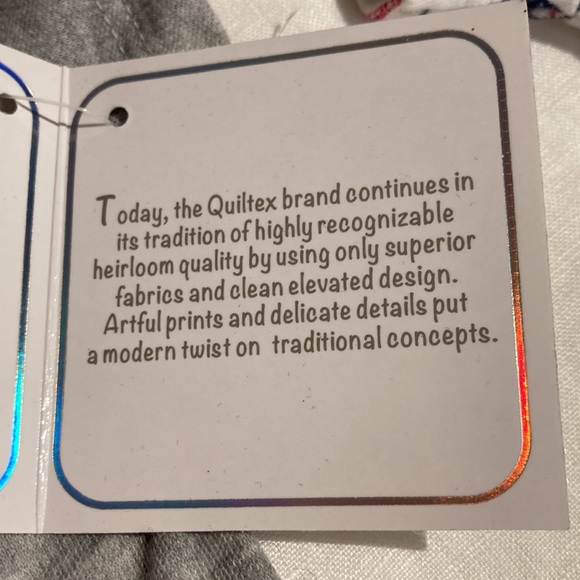 Today, the Quiltex brand continues in
its tradition of highly recognizable
heirloom quality by using only superior
fabrics and clean elevated design.
Artful prints and delicate details put
a modern twist on traditional concepts.